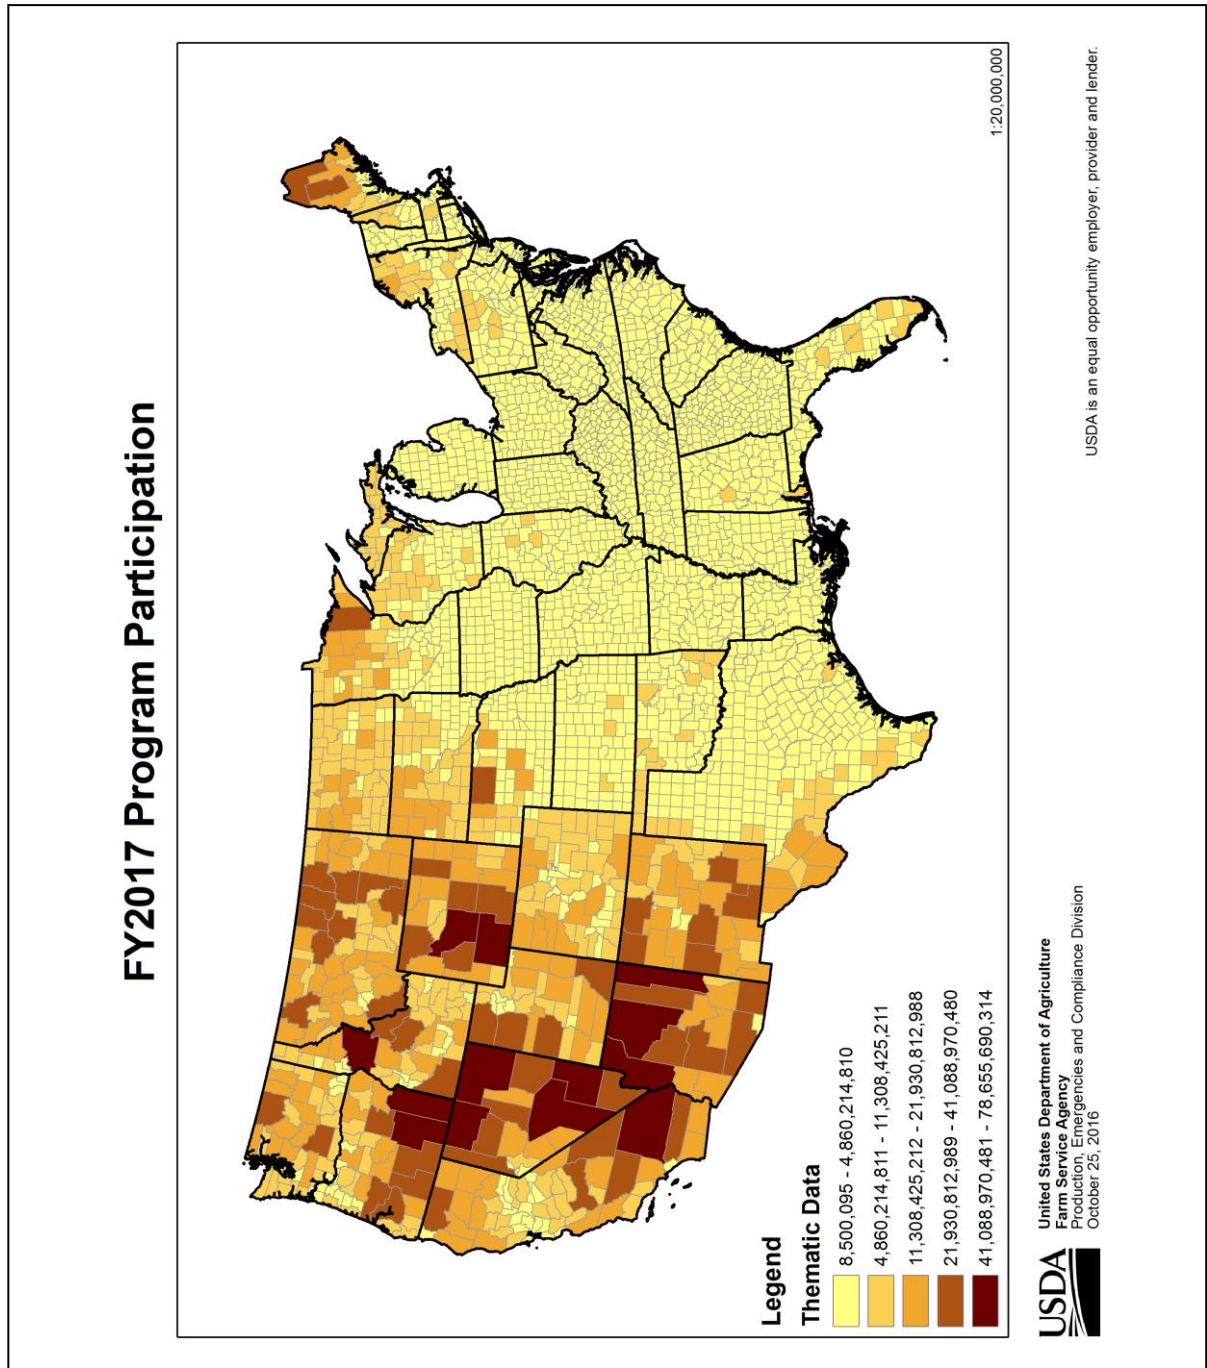 FY2017 Program Participation
Legend
Thematic Data
8,500,095 - 4,860,214,810
4,860,214,811 - 11,308,425,211
11,308,425,212 - 21,930,812,988
21,930,812,989 - 41,088,970,480
41,088,970,481 - 78,655,690,314
1:20,000,000
USDA
United States Department of Agriculture
Farm Service Agency
Production, Emergencies and Compliance Division
October 25, 2016
USDA is an equal opportunity employer, provider and lender.